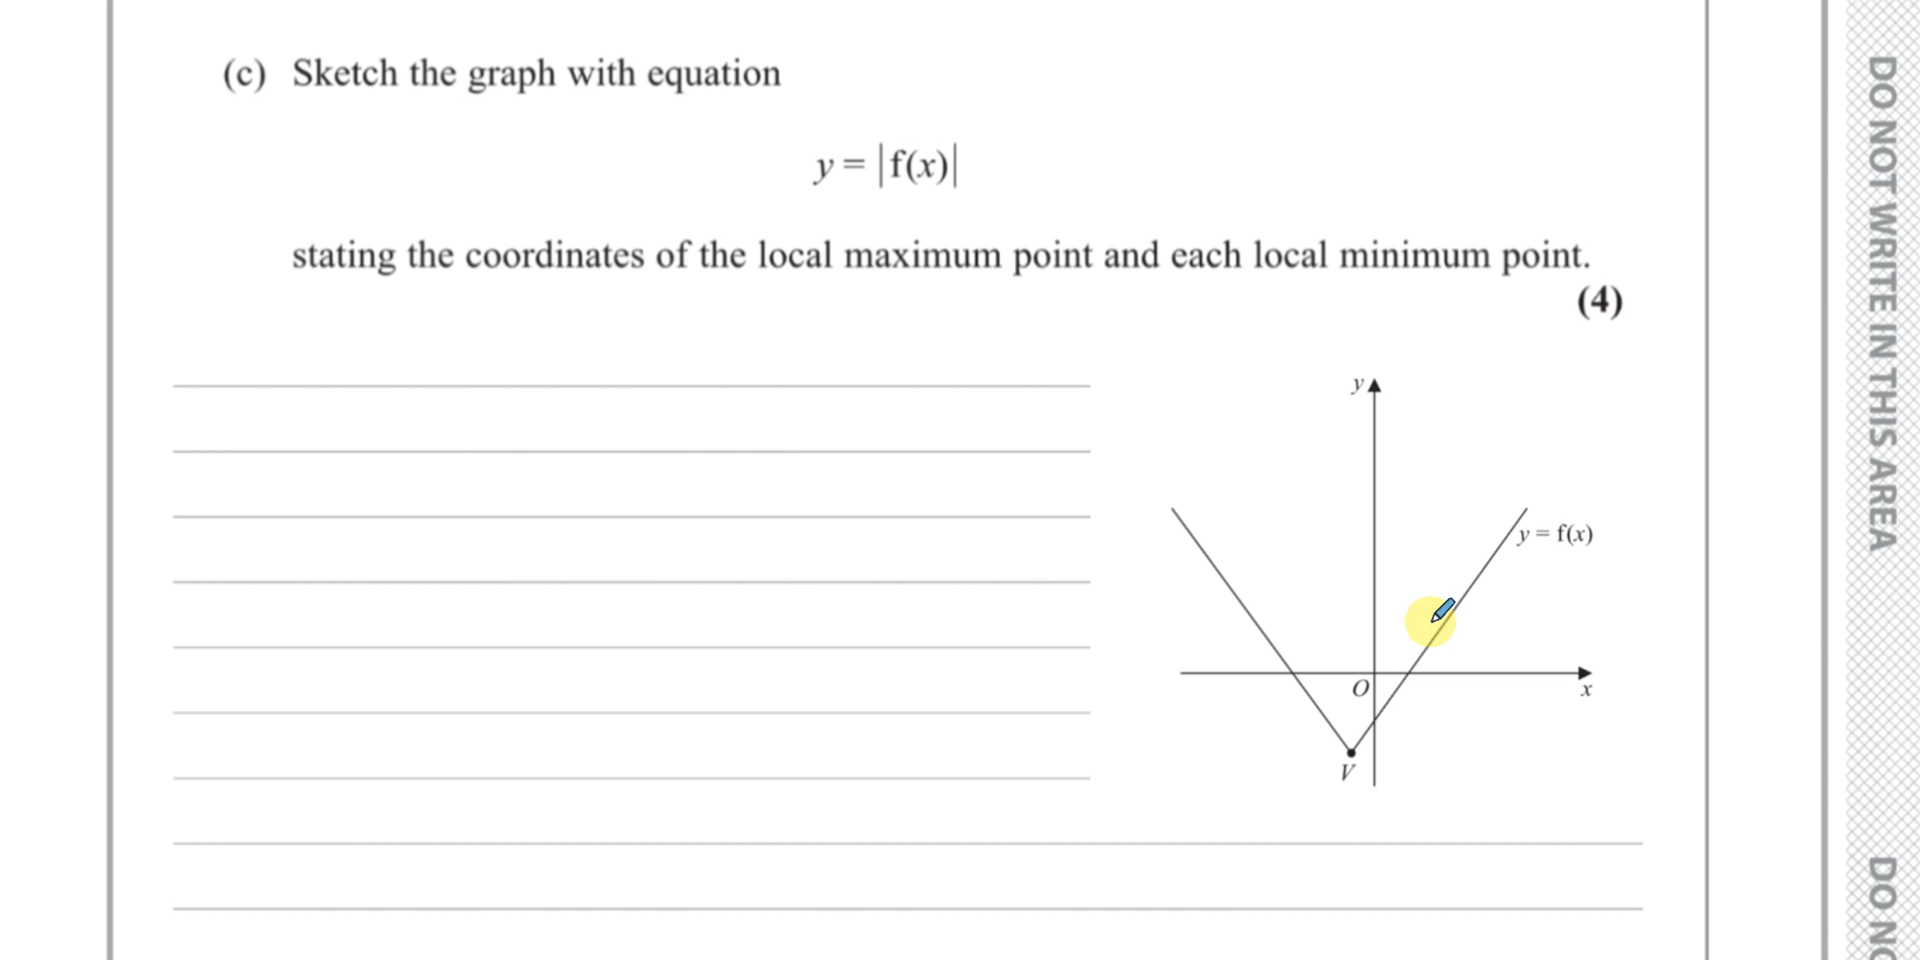 (c) Sketch the graph with equation
y = |f(x)|
stating the coordinates of the local maximum point and each local minimum point.
(4)
y
y = f(x)
O
x
V
DO NOT WRITE IN THIS AREA
DO NO